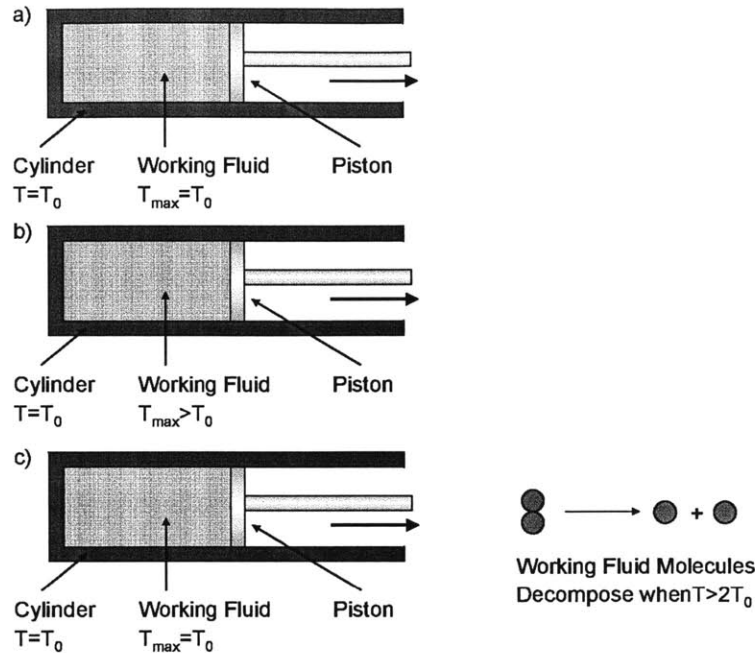 a)
Cylinder Working Fluid Piston
T=T₀ Tmax=T₀
b)
Cylinder Working Fluid Piston
T=T₀ Tmax>T₀
c)
+
Working Fluid Molecules
Decompose whenT>2T₀
Cylinder Working Fluid Piston
T=T₀ Tmax=T₀